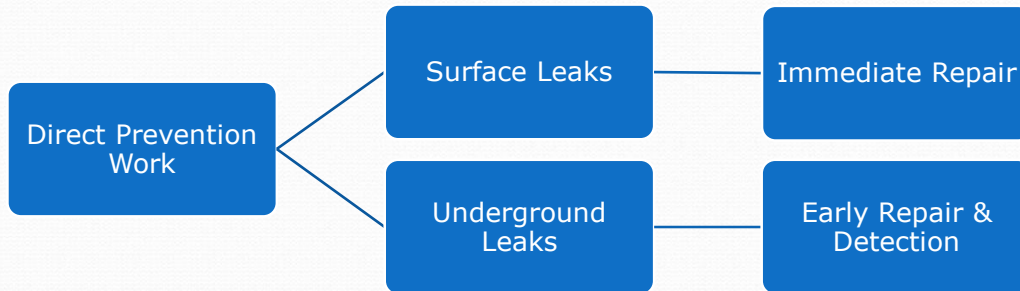 Direct Prevention
Work
Surface Leaks
Immediate Repair
Underground
Leaks
Early Repair &
Detection